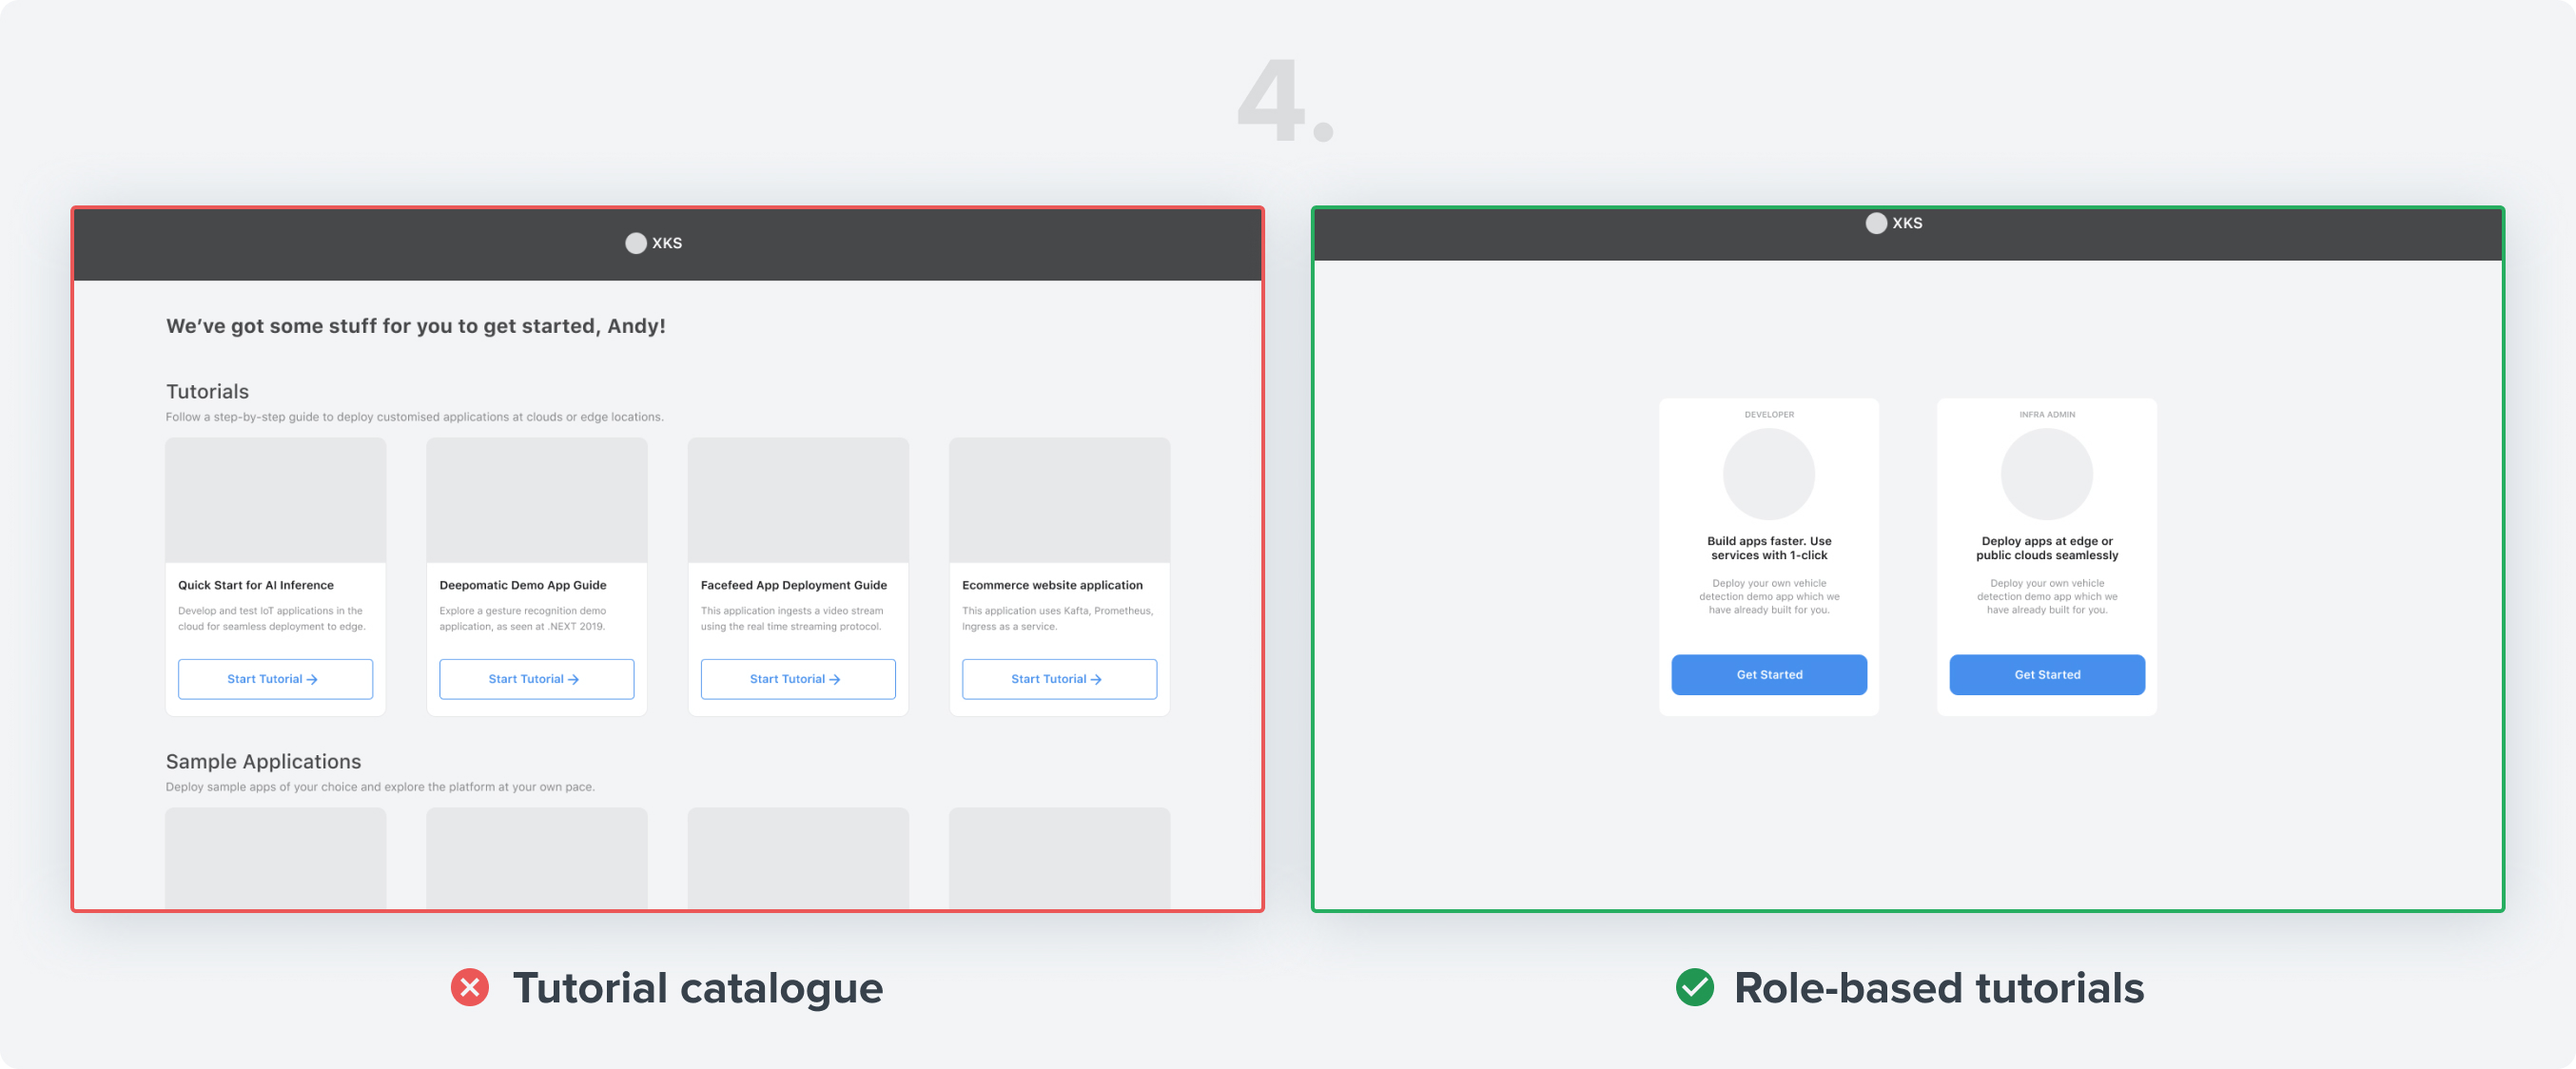 4.
XKS
We've got some stuff for you to get started, Andy!
Tutorials
Follow a step-by-step guide to deploy customised applications at clouds or edge locations.
Quick Start for AI Inference
Develop and test IoT applications in the
cloud for seamless deployment to edge.
Start Tutorial →
Deepomatic Demo App Guide
Explore a gesture recognition demo
application, as seen at .NEXT 2019.
Start Tutorial →
Facefeed App Deployment Guide
This application ingests a video stream
using the real time streaming protocol.
Start Tutorial →
Ecommerce website application
This application uses Kafta, Prometheus,
Ingress as a service.
Start Tutorial →
Sample Applications
Deploy sample apps of your choice and explore the platform at your own pace.
Tutorial catalogue
XKS
DEVELOPER
Build apps faster. Use
services with 1-click
Deploy your own vehicle
detection demo app which we
have already built for you.
Get Started
INFRA ADMIN
Deploy apps at edge or
public clouds seamlessly
Deploy your own vehicle
detection demo app which we
have already built for you.
Get Started
Role-based tutorials